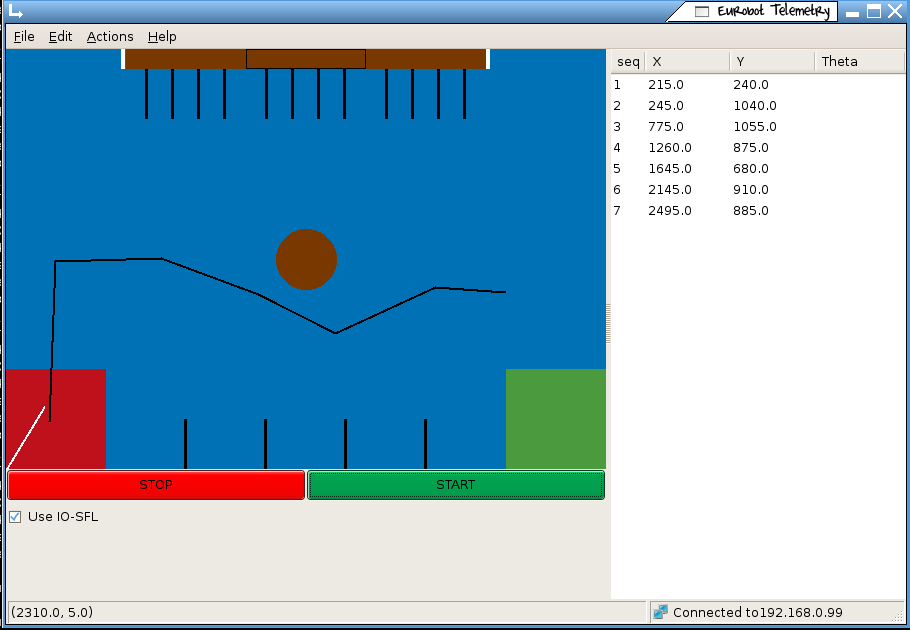 Eurobot Telemetry
File Edit Actions Help
seq X Y Theta
1 215.0 240.0
2 245.0 1040.0
3 775.0 1055.0
4 1260.0 875.0
5 1645.0 680.0
6 2145.0 910.0
7 2495.0 885.0
STOP START
Use IO-SFL
(2310.0, 5.0) Connected to192.168.0.99